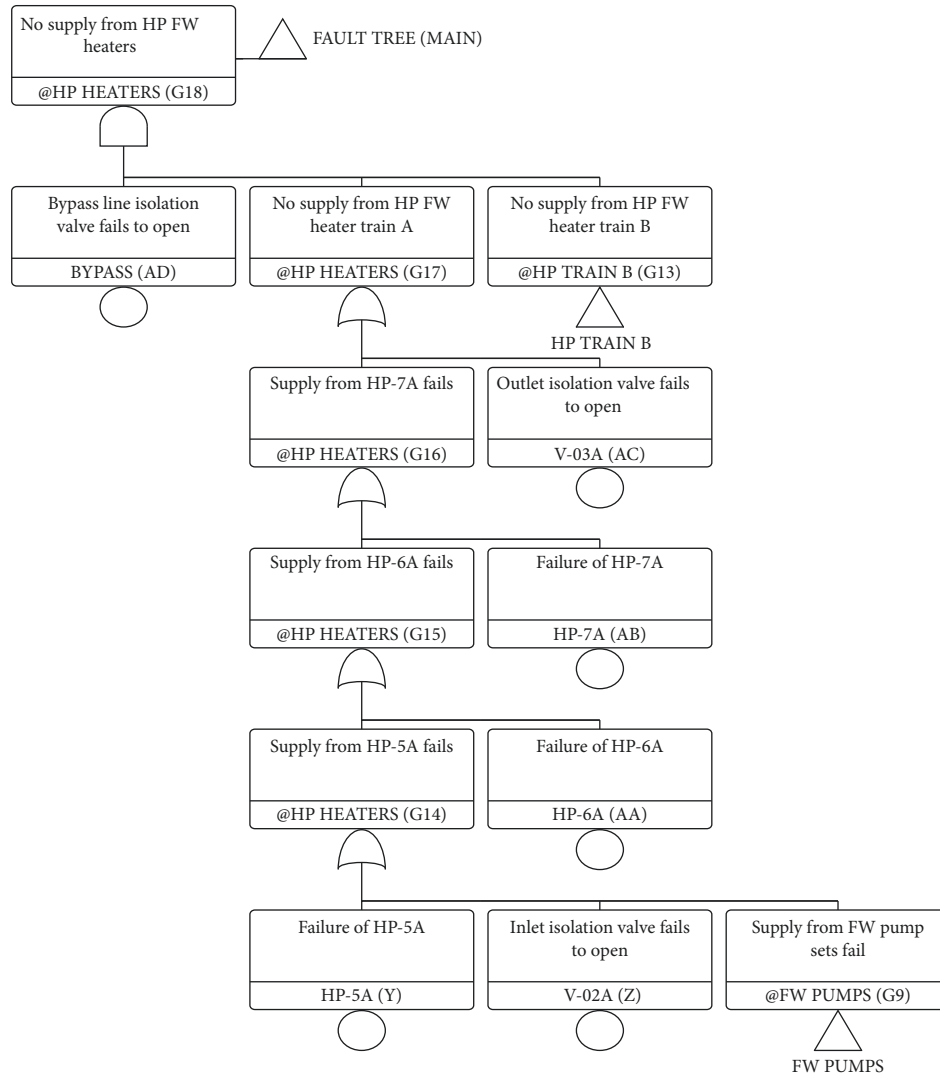 No supply from HP FW
heaters
@HP HEATERS (G18)
FAULT TREE (MAIN)
Bypass line isolation
valve fails to open
BYPASS (AD)
No supply from HP FW
heater train A
@HP HEATERS (G17)
No supply from HP FW
heater train B
@HP TRAIN B (G13)
HP TRAIN B
Supply from HP-7A fails
@HP HEATERS (G16)
Outlet isolation valve fails
to open
V-03A (AC)
Supply from HP-6A fails
@HP HEATERS (G15)
Failure of HP-7A
HP-7A (AB)
Supply from HP-5A fails
@HP HEATERS (G14)
Failure of HP-6A
HP-6A (AA)
Failure of HP-5A
HP-5A (Y)
Inlet isolation valve fails
to open
V-02A (Z)
Supply from FW pump
sets fail
@FW PUMPS (G9)
FW PUMPS